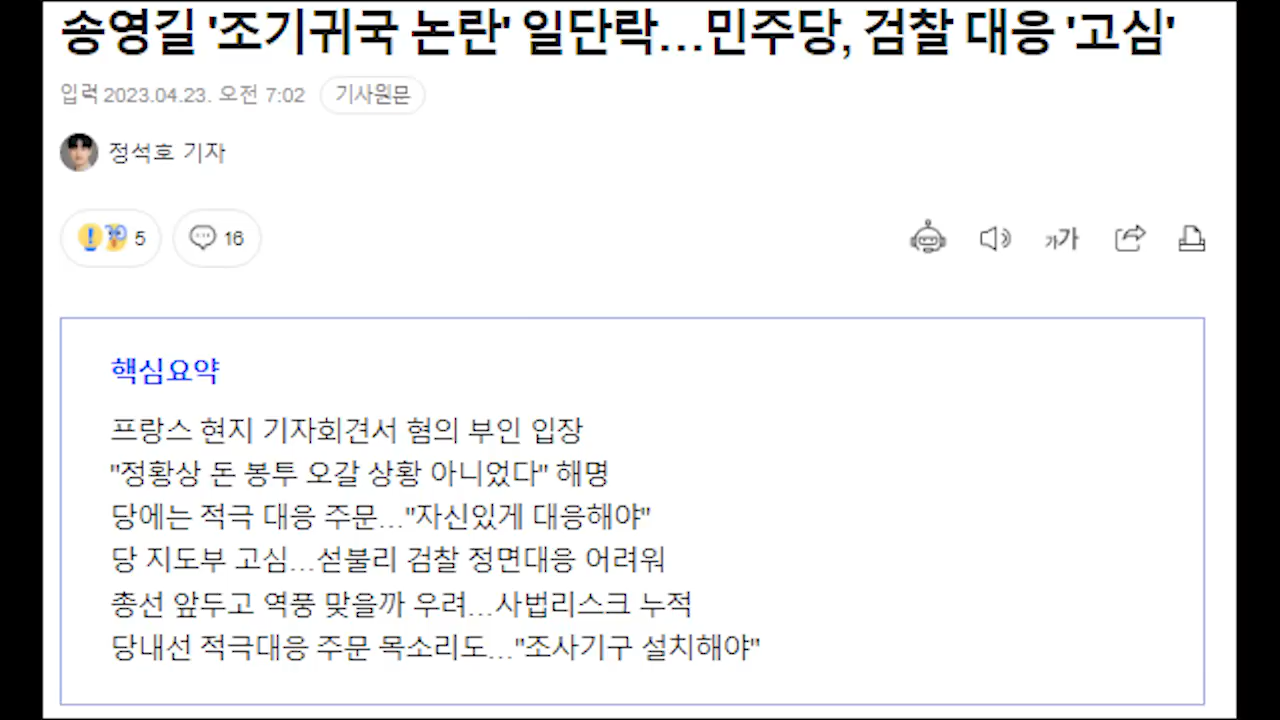 송영길 '조기귀국 논란' 일단락...민주당, 검찰 대응 '고심'
입력 2023.04.23. 오전 7:02 기사원문
정석호 기자
5 16 가가
핵심요약
프랑스 현지 기자회견서 혐의 부인 입장
"정황상 돈 봉투 오갈 상황 아니었다" 해명
당에는 적극 대응 주문…"자신있게 대응해야"
당 지도부 고심…섣불리 검찰 정면대응 어려워
총선 앞두고 역풍 맞을까 우려…사법리스크 누적
당내선 적극대응 주문 목소리도…"조사기구 설치해야"